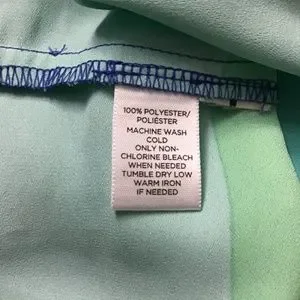 100% POLYESTER/
POLIÉSTER
MACHINE WASH
COLD
ONLY NON-
CHLORINE BLEACH
WHEN NEEDED
TUMBLE DRY LOW
WARM IRON
IF NEEDED